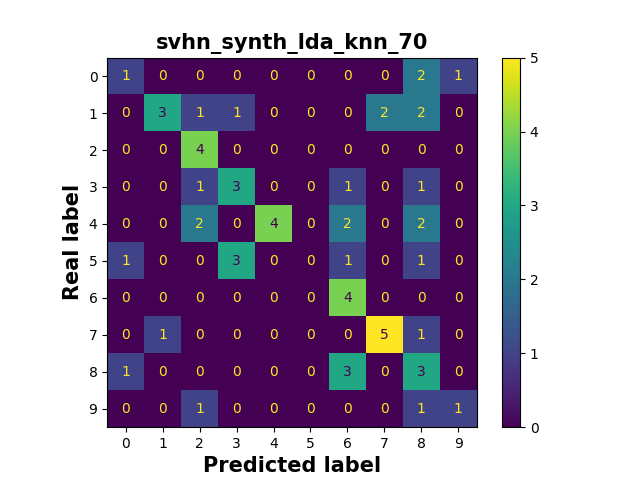 svhn_synth_lda_knn_70
0 1 0 0 0 0 0 0 0 2 1
1 0 3 1 1 0 0 0 2 2 0
2 0 0 4 0 0 0 0 0 0 0
3 0 0 1 3 0 0 1 0 1 0
4 0 0 2 0 4 0 2 0 2 0
5 1 0 0 3 0 0 1 0 1 0
6 0 0 0 0 0 0 4 0 0 0
7 0 1 0 0 0 0 0 5 1 0
8 1 0 0 0 0 0 3 0 3 0
9 0 0 1 0 0 0 0 0 1 1
0 1 2 3 4 5 6 7 8 9
Predicted label
Real label
5
4
3
2
1
0